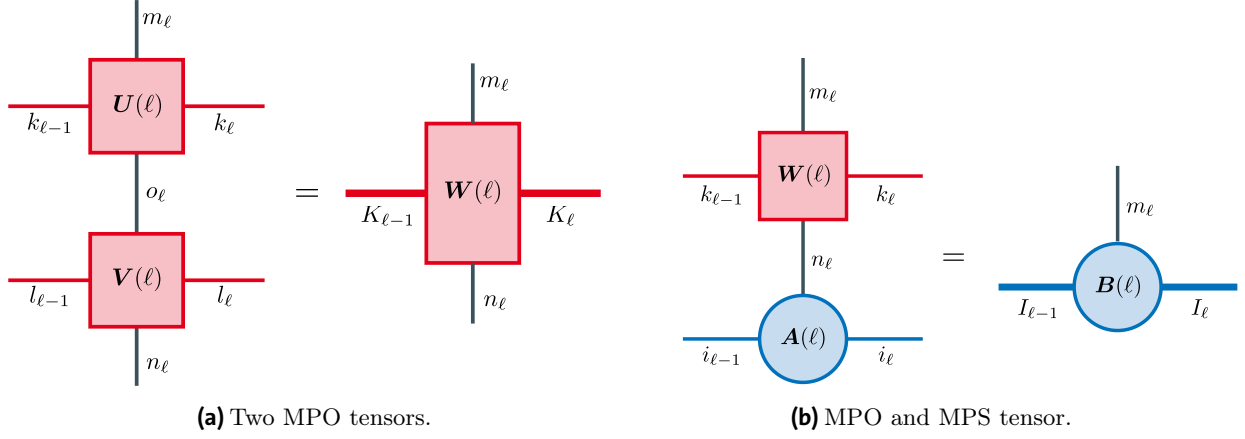 m_ℓ
U(ℓ)
k_{ℓ−1}
k_ℓ
o_ℓ
V(ℓ)
l_{ℓ−1}
l_ℓ
n_ℓ
=
m_ℓ
W(ℓ)
K_{ℓ−1}
K_ℓ
n_ℓ
(a) Two MPO tensors.
m_ℓ
W(ℓ)
k_{ℓ−1}
k_ℓ
n_ℓ
A(ℓ)
i_{ℓ−1}
i_ℓ
=
m_ℓ
B(ℓ)
I_{ℓ−1}
I_ℓ
(b) MPO and MPS tensor.